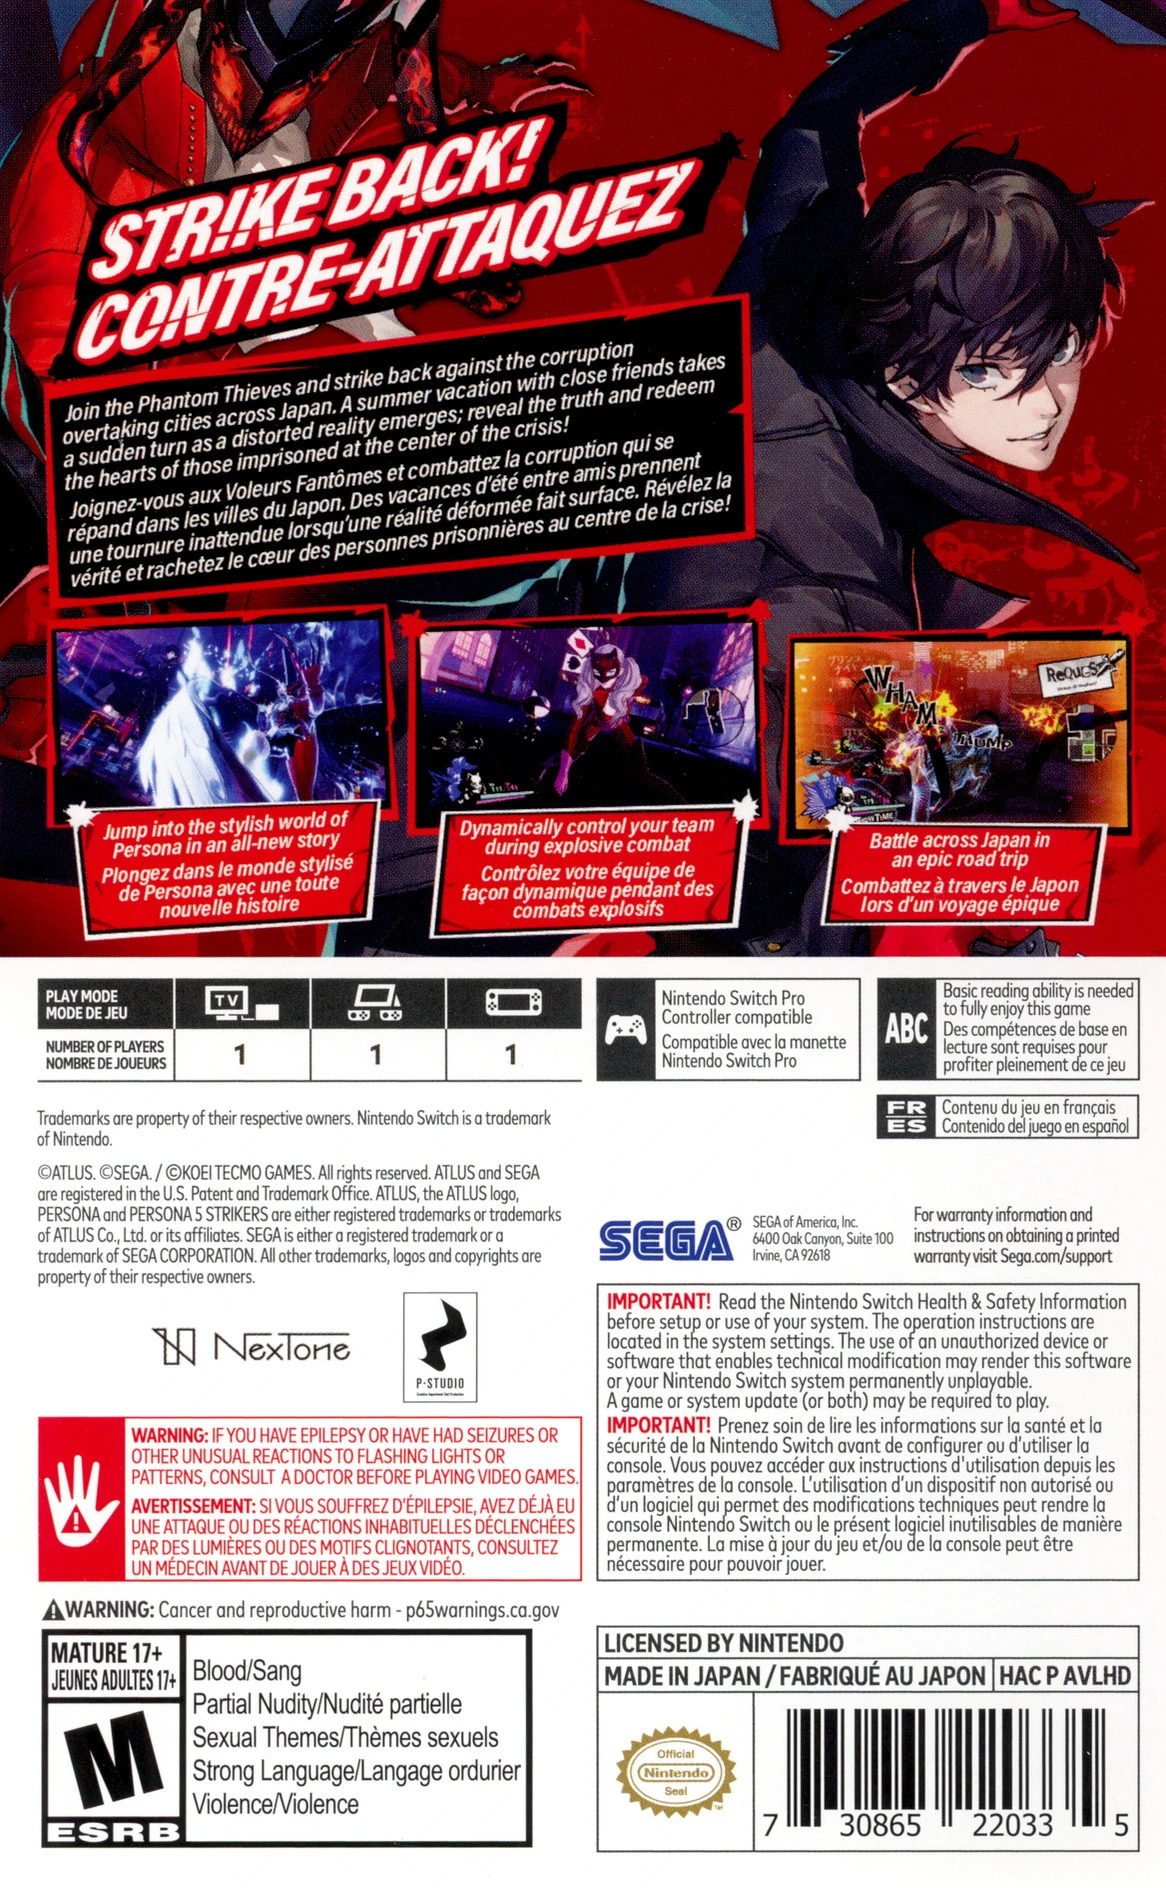 STRIKE BACK!
CONTRE-ATTAQUEZ
Join the Phantom Thieves and strike back against the corruption
overtaking cities across Japan. A summer vacation with close friends takes
a sudden turn as a distorted reality emerges; reveal the truth and redeem
the hearts of those imprisoned at the center of the crisis!
Joignez-vous aux Voleurs Fantômes et combattez la corruption qui se
répand dans les villes du Japon. Des vacances d'été entre amis prennent
une tournure inattendue lorsqu'une réalité déformée fait surface. Révélez la
vérité et rachetez le cœur des personnes prisonnières au centre de la crise!
WHAM
REQUEST
THUMP
Jump into the stylish world of
Persona in an all-new story
Plongez dans le monde stylisé
de Persona avec une toute
nouvelle histoire
Dynamically control your team
during explosive combat
Contrôlez votre équipe de
façon dynamique pendant des
combats explosifs
Battle across Japan in
an epic road trip
Combattez à travers le Japon
lors d'un voyage épique
PLAY MODE
MODE DE JEU
TV
NUMBER OF PLAYERS
NOMBRE DE JOUEURS
1
1
1
Nintendo Switch Pro
Controller compatible
Compatible avec la manette
Nintendo Switch Pro
ABC
Basic reading ability is needed
to fully enjoy this game
Des compétences de base en
lecture sont requises pour
profiter pleinement de ce jeu
FR
ES
Contenu du jeu en français
Contenido del juego en español
Trademarks are property of their respective owners. Nintendo Switch is a trademark
of Nintendo.
©ATLUS. ©SEGA. / ©KOEI TECMO GAMES. All rights reserved. ATLUS and SEGA
are registered in the U.S. Patent and Trademark Office. ATLUS, the ATLUS logo,
PERSONA and PERSONA 5 STRIKERS are either registered trademarks or trademarks
of ATLUS Co., Ltd. or its affiliates. SEGA is either a registered trademark or a
trademark of SEGA CORPORATION. All other trademarks, logos and copyrights are
property of their respective owners.
NexTone
P-STUDIO
SEGA®
SEGA of America, Inc.
6400 Oak Canyon, Suite 100
Irvine, CA 92618
For warranty information and
instructions on obtaining a printed
warranty visit Sega.com/support
IMPORTANT! Read the Nintendo Switch Health & Safety Information
before setup or use of your system. The operation instructions are
located in the system settings. The use of an unauthorized device or
software that enables technical modification may render this software
or your Nintendo Switch system permanently unplayable.
A game or system update (or both) may be required to play.
IMPORTANT! Prenez soin de lire les informations sur la santé et la
sécurité de la Nintendo Switch avant de configurer ou d'utiliser la
console. Vous pouvez accéder aux instructions d'utilisation depuis les
paramètres de la console. L'utilisation d'un dispositif non autorisé ou
d'un logiciel qui permet des modifications techniques peut rendre la
console Nintendo Switch ou le présent logiciel inutilisables de manière
permanente. La mise à jour du jeu et/ou de la console peut être
nécessaire pour pouvoir jouer.
WARNING: IF YOU HAVE EPILEPSY OR HAVE HAD SEIZURES OR
OTHER UNUSUAL REACTIONS TO FLASHING LIGHTS OR
PATTERNS, CONSULT A DOCTOR BEFORE PLAYING VIDEO GAMES.
AVERTISSEMENT: SI VOUS SOUFFREZ D'ÉPILEPSIE, AVEZ DÉJÀ EU
UNE ATTAQUE OU DES RÉACTIONS INHABITUELLES DÉCLENCHÉES
PAR DES LUMIÈRES OU DES MOTIFS CLIGNOTANTS, CONSULTEZ
UN MÉDECIN AVANT DE JOUER À DES JEUX VIDÉO.
WARNING: Cancer and reproductive harm - p65warnings.ca.gov
MATURE 17+
JEUNES ADULTES 17+
M
ESRB
Blood/Sang
Partial Nudity/Nudité partielle
Sexual Themes/Thèmes sexuels
Strong Language/Langage ordurier
Violence/Violence
LICENSED BY NINTENDO
MADE IN JAPAN / FABRIQUÉ AU JAPON HAC P AVLHD
Official
Nintendo
Seal
TM
7 30865 22033 5